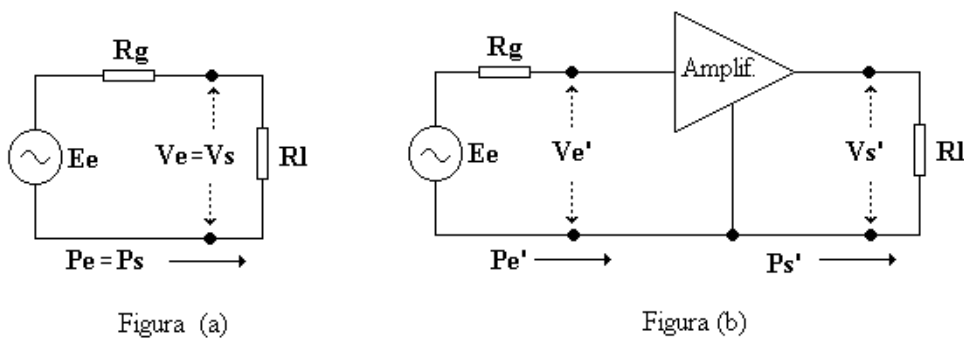 Rg
Ee
Ve=Vs
Rl
Pe=Ps
Figura (a)
Rg
Amplif.
Ee
Ve'
Vs'
Rl
Pe'
Ps'
Figura (b)